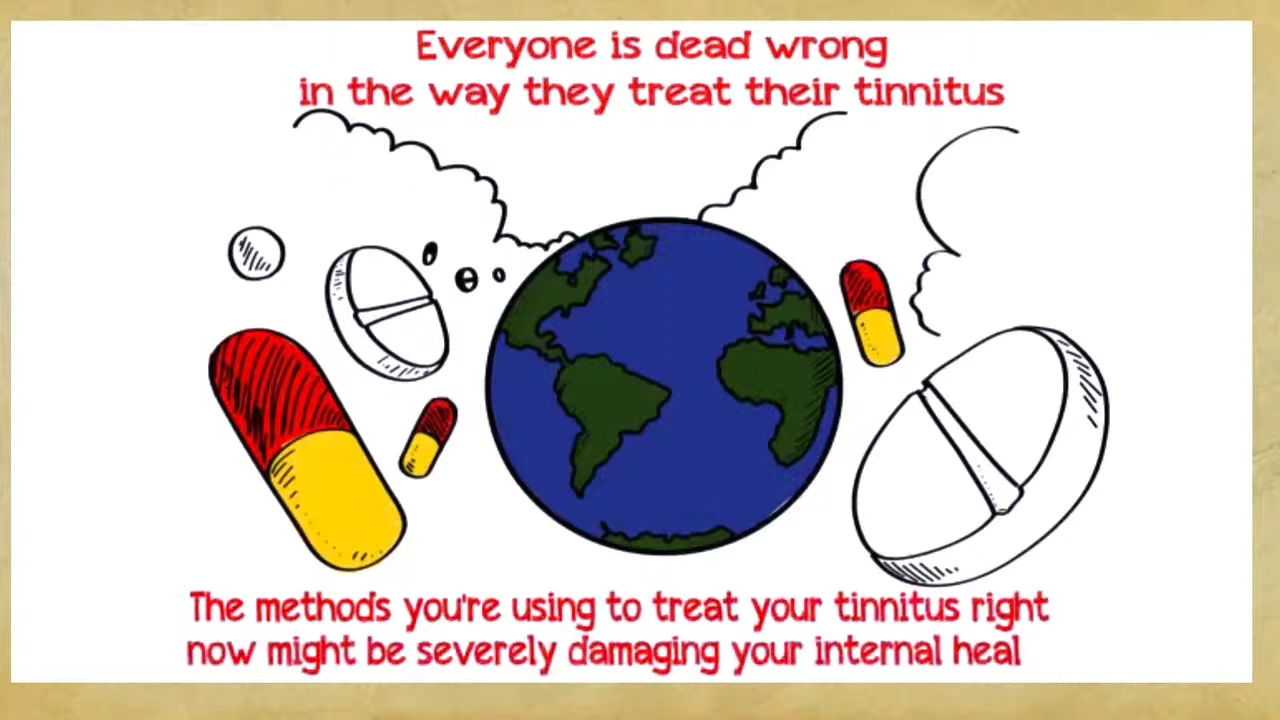 Everyone is dead wrong
in the way they treat their tinnitus
The methods you're using to treat your tinnitus right
now might be severely damaging your internal heal